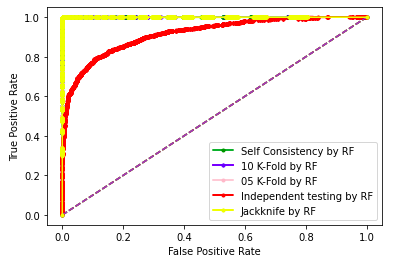 1.0
0.8
0.6
0.4
0.2
0.0
True Positive Rate
Self Consistency by RF
10 K-Fold by RF
05 K-Fold by RF
Independent testing by RF
Jackknife by RF
0.0 0.2 0.4 0.6 0.8 1.0
False Positive Rate